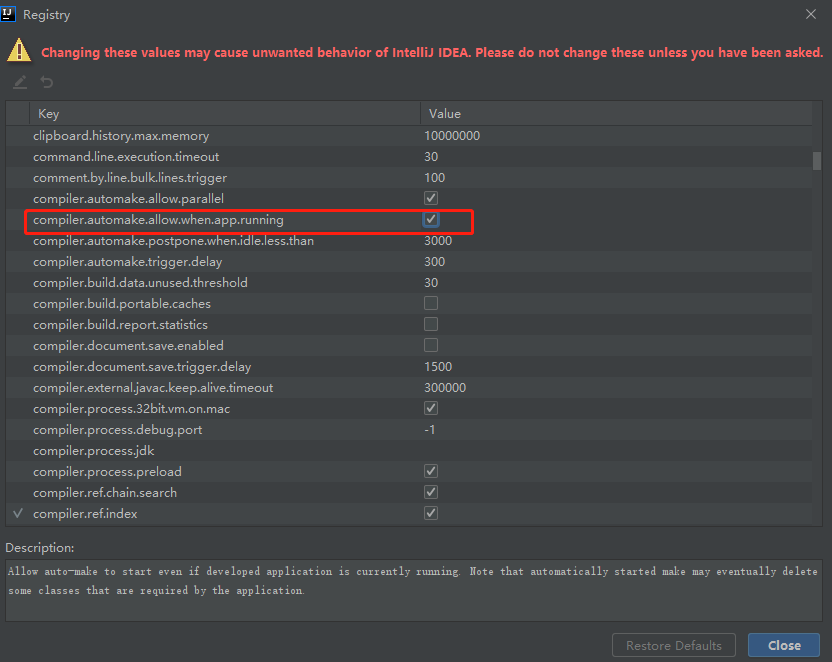 IJ Registry
Changing these values may cause unwanted behavior of IntelliJ IDEA. Please do not change these unless you have been asked.
Key Value
clipboard.history.max.memory 10000000
command.line.execution.timeout 30
comment.by.line.bulk.lines.trigger 100
compiler.automake.allow.parallel
compiler.automake.allow.when.app.running
compiler.automake.postpone.when.idle.less.than 3000
compiler.automake.trigger.delay 300
compiler.build.data.unused.threshold 30
compiler.build.portable.caches
compiler.build.report.statistics
compiler.document.save.enabled
compiler.document.save.trigger.delay 1500
compiler.external.javac.keep.alive.timeout 300000
compiler.process.32bit.vm.on.mac
compiler.process.debug.port -1
compiler.process.jdk
compiler.process.preload
compiler.ref.chain.search
compiler.ref.index
Description:
Allow auto-make to start even if developed application is currently running. Note that automatically started make may eventually delete
some classes that are required by the application.
Restore Defaults Close